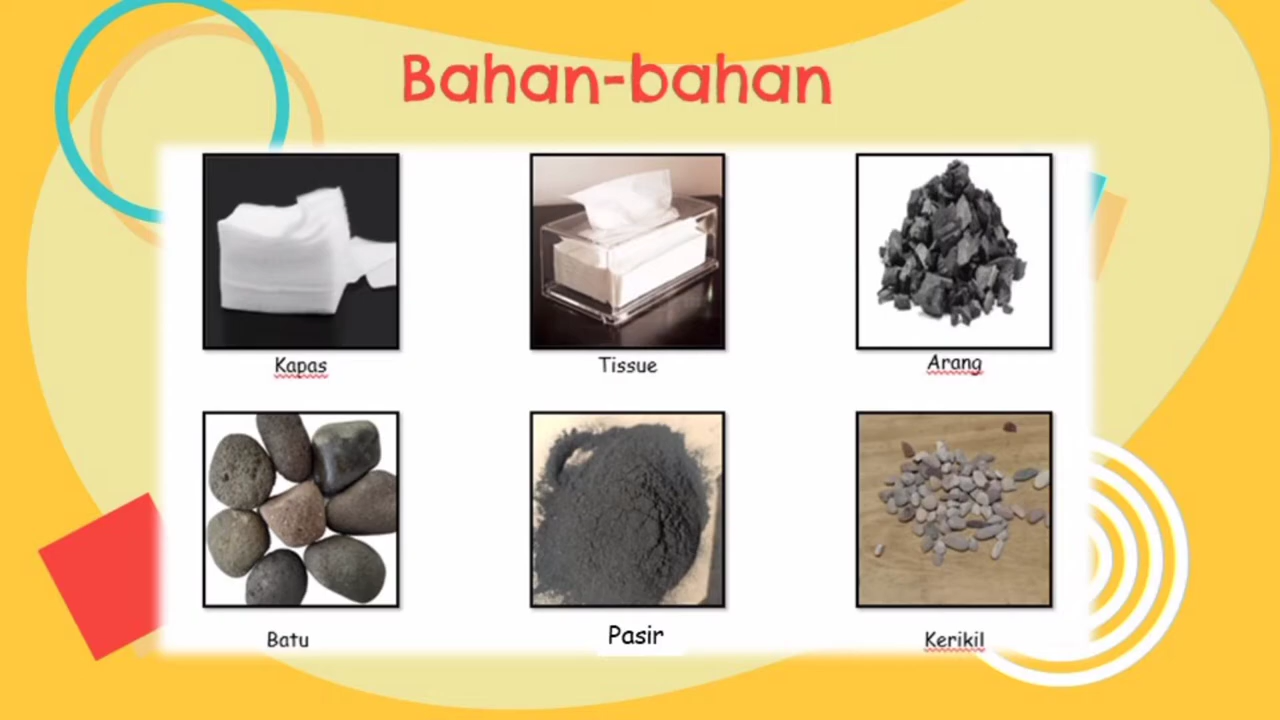 Bahan-bahan
Kapas
Tissue
Arang
Batu
Pasir
Kerikil